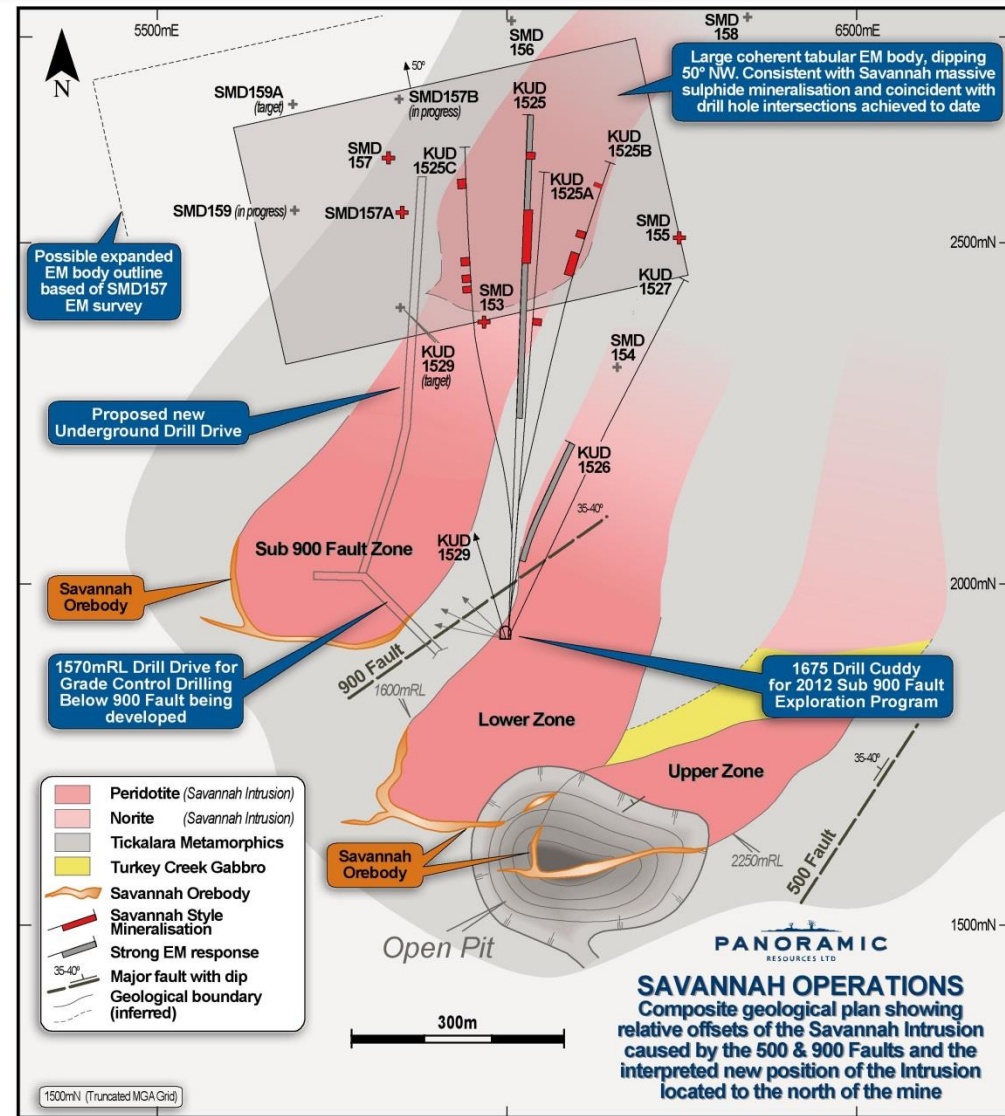 5500mE
6500mE
SMD
156
SMD
158
Large coherent tabular EM body, dipping
50° NW. Consistent with Savannah massive
sulphide mineralisation and coincident with
drill hole intersections achieved to date
N
50°
SMD159A
(target)
SMD157B
(in progress)
KUD
1525
SMD
157
KUD
1525C
KUD
1525B
KUD
1525A
SMD159 (in progress)
SMD157A
SMD
155
2500mN
Possible expanded
EM body outline
based of SMD157
EM survey
KUD
1527
SMD
153
SMD
154
KUD
1529
(target)
Proposed new
Underground Drill Drive
KUD
1526
35-40°
Sub 900 Fault Zone
KUD
1529
Savannah
Orebody
2000mN
1570mRL Drill Drive for
Grade Control Drilling
Below 900 Fault being
developed
900 Fault
1600mRL
1675 Drill Cuddy
for 2012 Sub 900 Fault
Exploration Program
Lower Zone
Upper Zone
35-40°
Peridotite (Savannah Intrusion)
Norite (Savannah Intrusion)
Tickalara Metamorphics
Turkey Creek Gabbro
Savannah Orebody
Savannah Style
Mineralisation
Strong EM response
35-40°
Major fault with dip
Geological boundary
(inferred)
Savannah
Orebody
2250mRL
500 Fault
1500mN
Open Pit
PANORAMIC
RESOURCES LTD
SAVANNAH OPERATIONS
Composite geological plan showing
relative offsets of the Savannah Intrusion
caused by the 500 & 900 Faults and the
interpreted new position of the Intrusion
located to the north of the mine
300m
1500mN (Truncated MGA Grid)